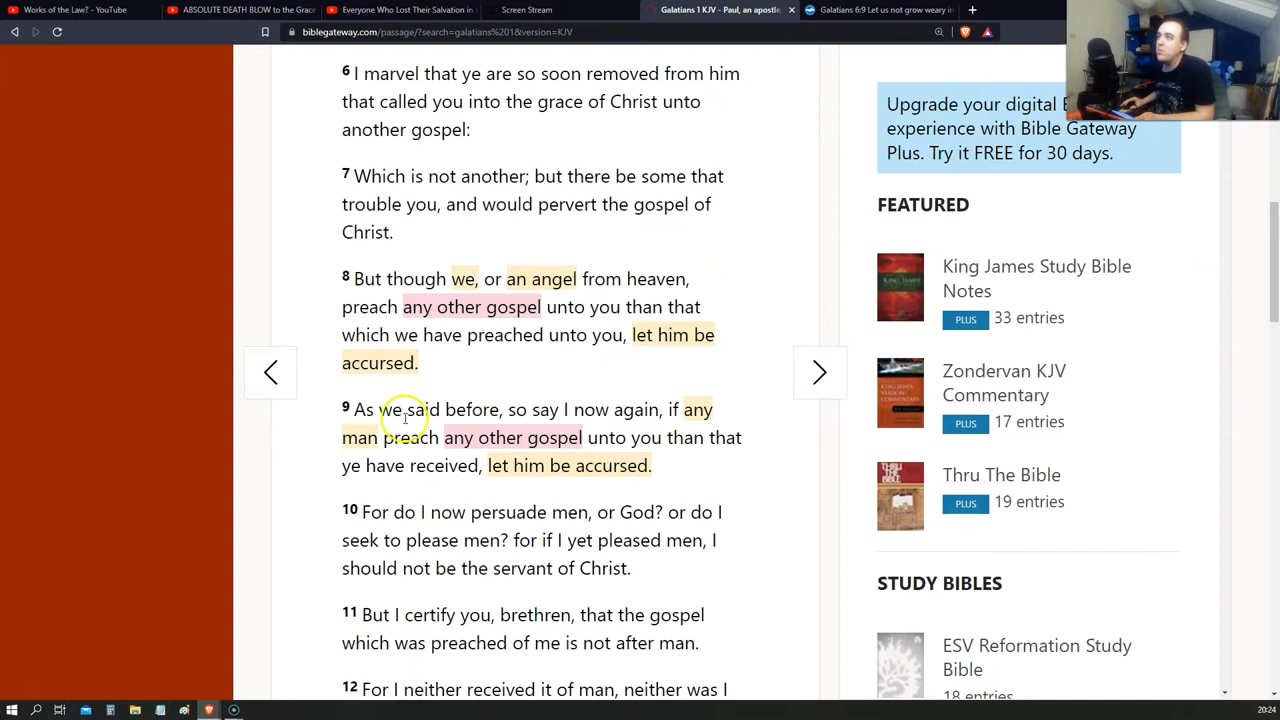 Works of the Law? - YouTube
ABSOLUTE DEATH BLOW to the Grace
Everyone Who Lost Their Salvation in
Screen Stream
Galatians 1 KJV - Paul, an apostle,
Galatians 6:9 Let us not grow weary in
biblegateway.com/passage/?search=galatians%201&version=KJV
6 I marvel that ye are so soon removed from him
that called you into the grace of Christ unto
another gospel:
7 Which is not another; but there be some that
trouble you, and would pervert the gospel of
Christ.
8 But though we, or an angel from heaven,
preach any other gospel unto you than that
which we have preached unto you, let him be
accursed.
9 As we said before, so say I now again, if any
man preach any other gospel unto you than that
ye have received, let him be accursed.
10 For do I now persuade men, or God? or do I
seek to please men? for if I yet pleased men, I
should not be the servant of Christ.
11 But I certify you, brethren, that the gospel
which was preached of me is not after man.
12 For I neither received it of man, neither was I
Upgrade your digital
experience with Bible Gateway
Plus. Try it FREE for 30 days.
FEATURED
King James Study Bible
Notes
PLUS 33 entries
Zondervan KJV
Commentary
PLUS 17 entries
Thru The Bible
PLUS 19 entries
STUDY BIBLES
ESV Reformation Study
Bible
18 entries
20:24